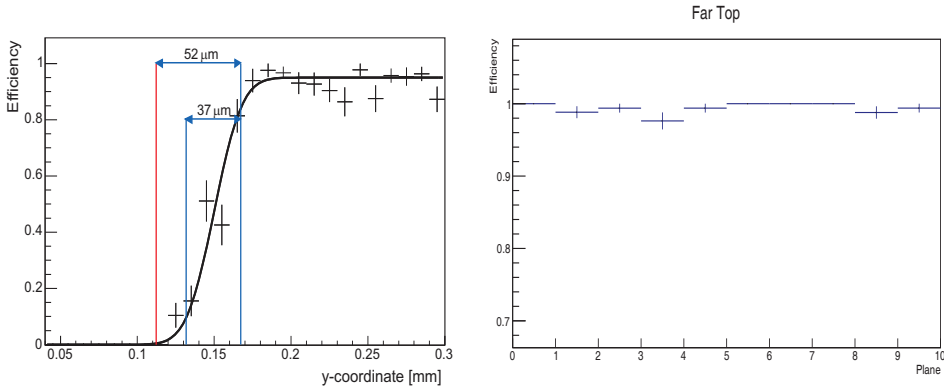 Far Top
Efficiency
1
0.8
0.6
0.4
0.2
0
52 μm
37 μm
0.05 0.1 0.15 0.2 0.25 0.3
y-coordinate [mm]
Efficiency
1
0.9
0.8
0.7
0 1 2 3 4 5 6 7 8 9 10
Plane